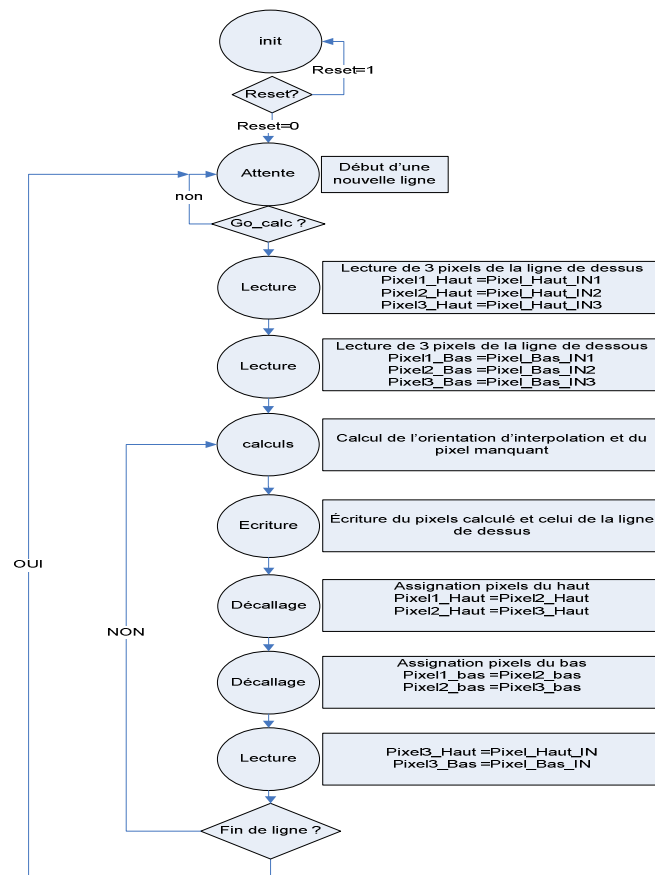 init
Reset=1
Reset?
Reset=0
Attente
Début d'une
nouvelle ligne
non
Go_calc ?
Lecture
Lecture de 3 pixels de la ligne de dessus
Pixel1_Haut =Pixel_Haut_IN1
Pixel2_Haut =Pixel_Haut_IN2
Pixel3_Haut =Pixel_Haut_IN3
Lecture
Lecture de 3 pixels de la ligne de dessous
Pixel1_Bas =Pixel_Bas_IN1
Pixel2_Bas =Pixel_Bas_IN2
Pixel3_Bas =Pixel_Bas_IN3
calculs
Calcul de l'orientation d'interpolation et du
pixel manquant
Ecriture
Écriture du pixels calculé et celui de la ligne
de dessus
OUI
Décallage
Assignation pixels du haut
Pixel1_Haut =Pixel2_Haut
Pixel2_Haut =Pixel3_Haut
NON
Décallage
Assignation pixels du bas
Pixel1_bas =Pixel2_bas
Pixel2_bas =Pixel3_bas
Lecture
Pixel3_Haut =Pixel_Haut_IN
Pixel3_Bas =Pixel_Bas_IN
Fin de ligne ?